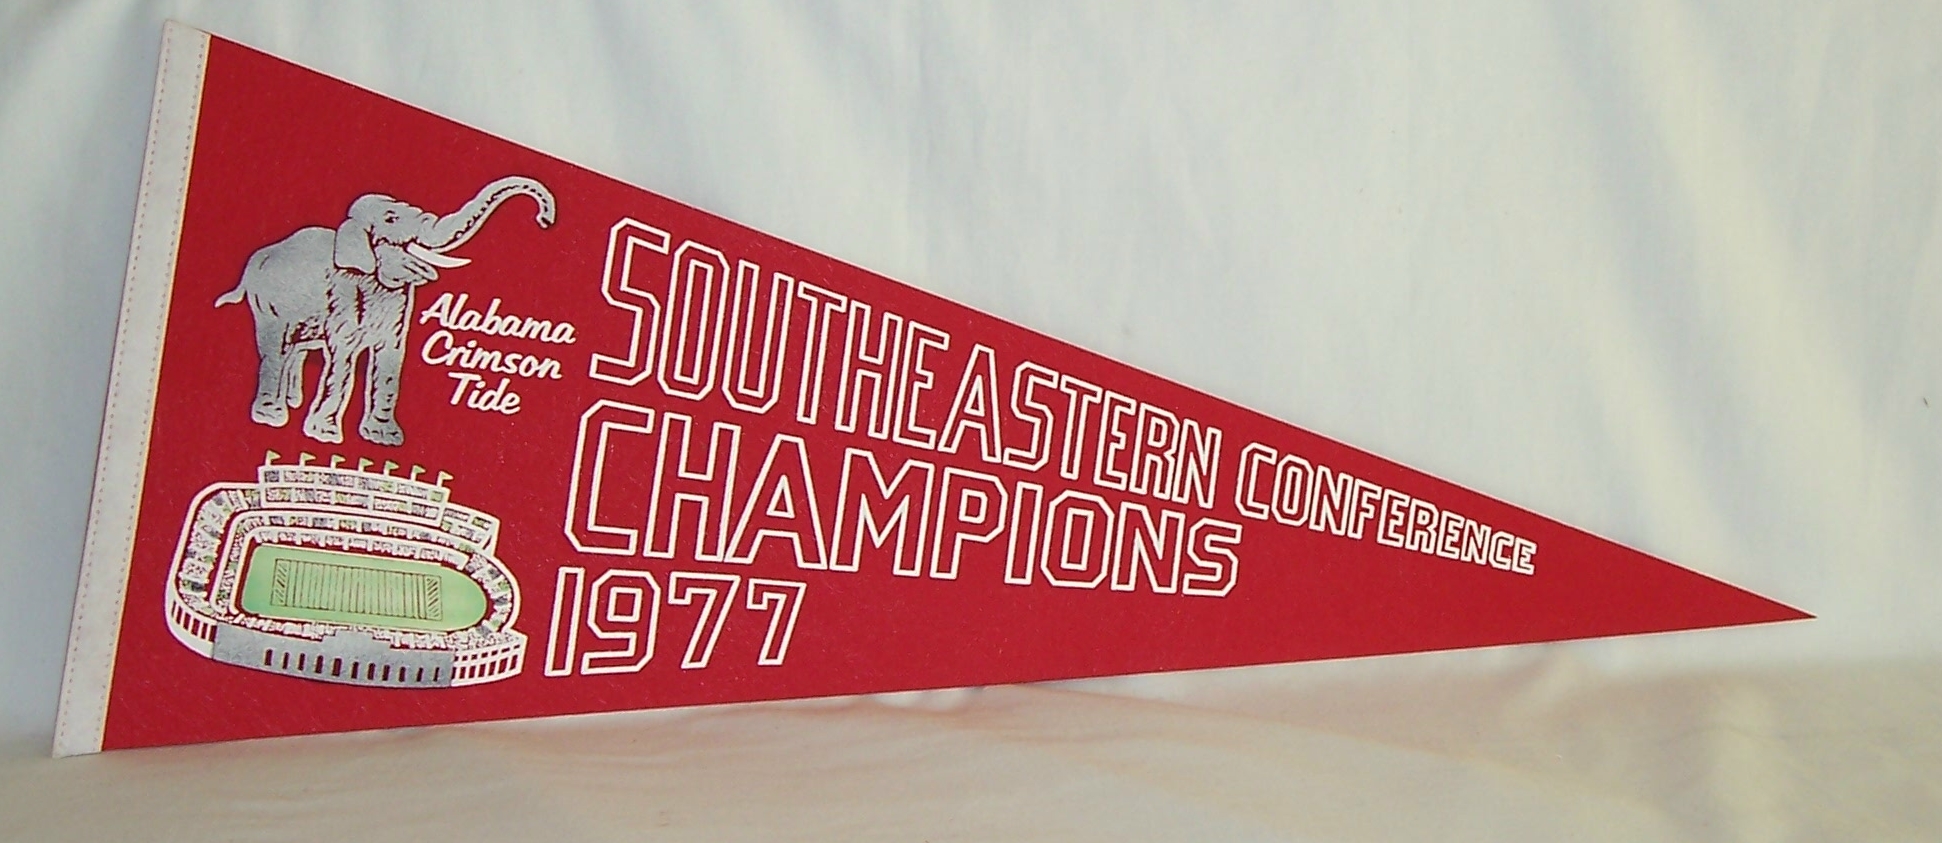 Alabama
Crimson
Tide
SOUTHEASTERN CONFERENCE
CHAMPIONS
1977